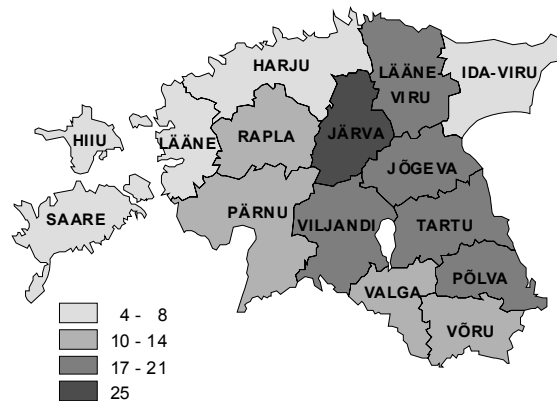 HARJU
LÄÄNE
VIRU
IDA-VIRU
HIIU
LÄÄNE
RAPLA
JÄRVA
JÕGEVA
SAARE
PÄRNU
VILJANDI
TARTU
VALGA
PÕLVA
VÕRU
4 - 8
10 - 14
17 - 21
25